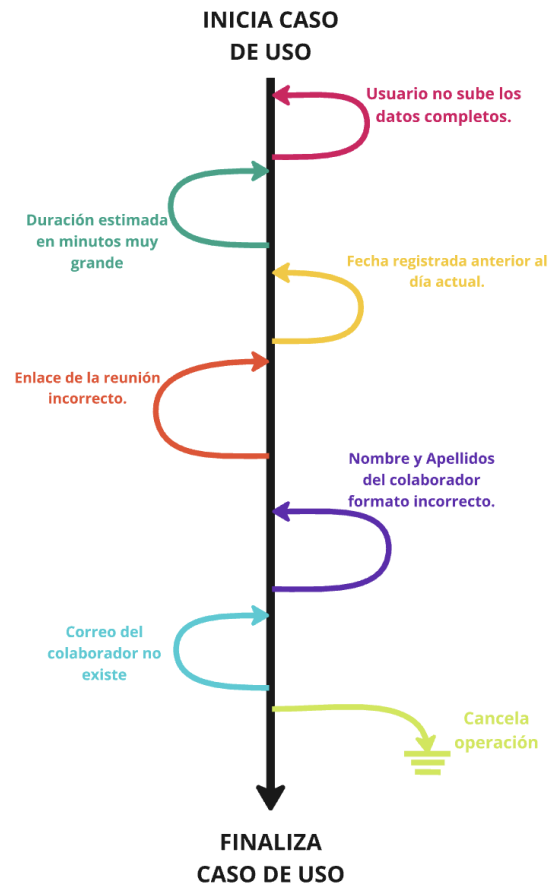 INICIA CASO
DE USO
Usuario no sube los
datos completos.
Duración estimada
en minutos muy
grande
Fecha registrada anterior al
día actual.
Enlace de la reunión
incorrecto.
Nombre y Apellidos
del colaborador
formato incorrecto.
Correo del
colaborador no
existe
Cancela
operación
FINALIZA
CASO DE USO